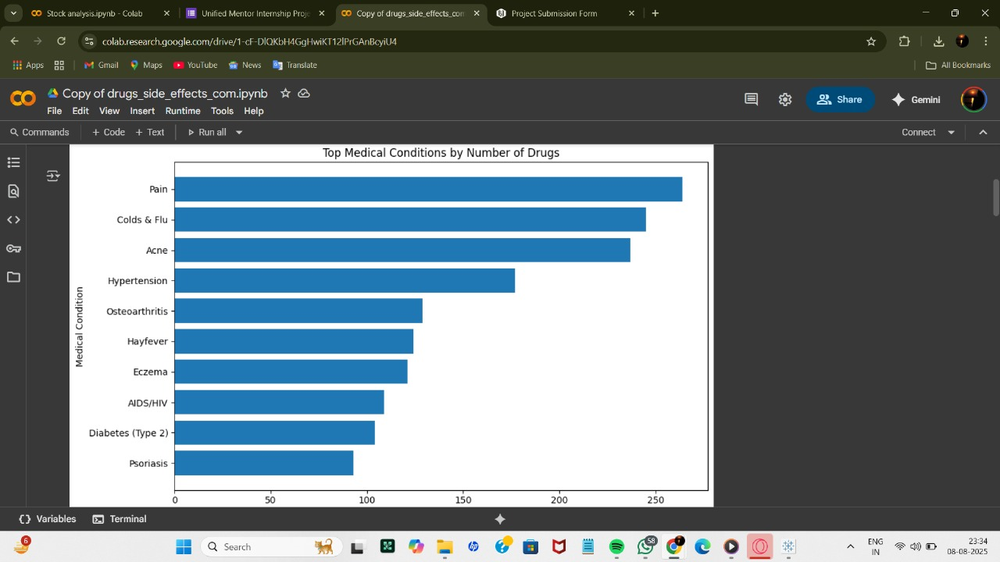 Stock analysis.ipynb - Colab
Unified Mentor Internship Proje
Copy of drugs_side_effects_con
Project Submission Form
colab.research.google.com/drive/1-cF-DlQKbH4GgHwiKT12lPrGAnBcyiU4
Apps
Gmail
Maps
YouTube
News
Translate
All Bookmarks
Copy of drugs_side_effects_com.ipynb
File Edit View Insert Runtime Tools Help
Share
Gemini
Commands
+ Code
+ Text
Run all
Connect
Top Medical Conditions by Number of Drugs
Medical Condition
Pain
Colds & Flu
Acne
Hypertension
Osteoarthritis
Hayfever
Eczema
AIDS/HIV
Diabetes (Type 2)
Psoriasis
0 50 100 150 200 250
Variables
Terminal
6
Search
58
ENG
IN
23:34
08-08-2025